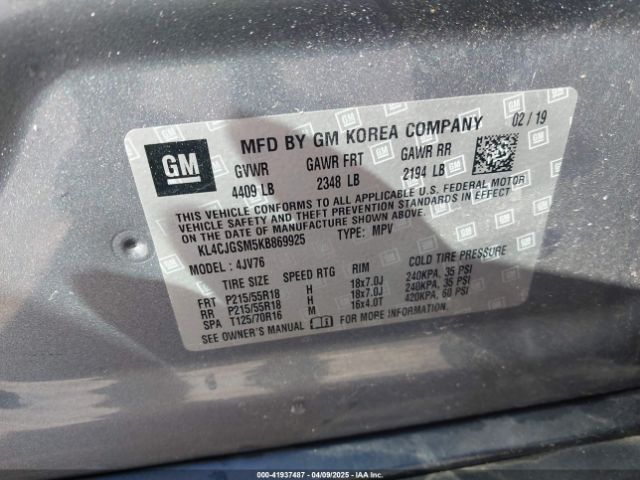 GM
MFD BY GM KOREA COMPANY 02/19
GVWR GAWR FRT GAWR RR
4409 LB 2348 LB 2194 LB
THIS VEHICLE CONFORMS TO ALL APPLICABLE U.S. FEDERAL MOTOR
VEHICLE SAFETY AND THEFT PREVENTION STANDARDS IN EFFECT
ON THE DATE OF MANUFACTURE SHOWN ABOVE.
KL4CJGSM5KB869925 TYPE: MPV
MODEL: 4JV76
TIRE SIZE SPEED RTG RIM COLD TIRE PRESSURE
FRT P215/55R18 H 18x7.0J 240KPA, 35 PSI
RR P215/55R18 H 18x7.0J 240KPA, 35 PSI
SPA T125/70R16 M 16x4.0T 420KPA, 60 PSI
SEE OWNER'S MANUAL FOR MORE INFORMATION.
000-41937487 - 04/09/2025 - IAA, Inc.